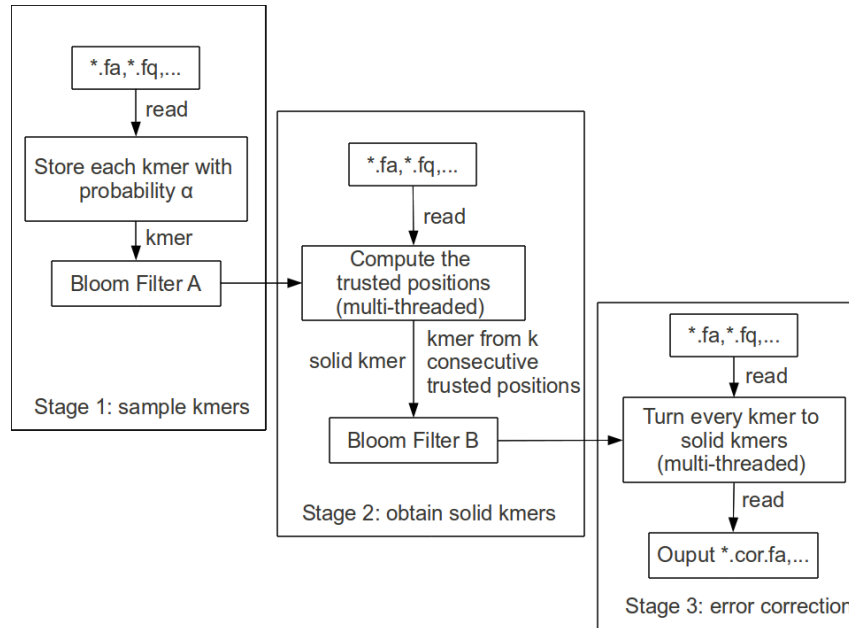 *.fa,*.fq,...
read
Store each kmer with
probability α
kmer
Bloom Filter A
Stage 1: sample kmers
*.fa,*.fq,...
read
Compute the
trusted positions
(multi-threaded)
solid kmer
kmer from k
consecutive
trusted positions
Bloom Filter B
Stage 2: obtain solid kmers
*.fa,*.fq,...
read
Turn every kmer to
solid kmers
(multi-threaded)
read
Ouput *.cor.fa,...
Stage 3: error correction